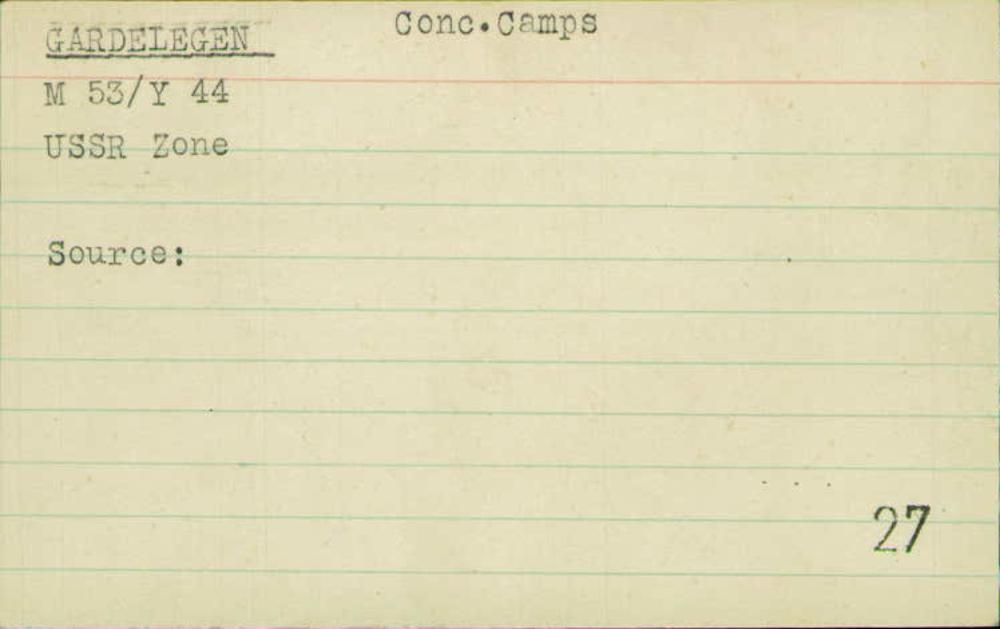 GARDELEGEN
Conc.Camps
M 53/Y 44
USSR Zone
Source:
27